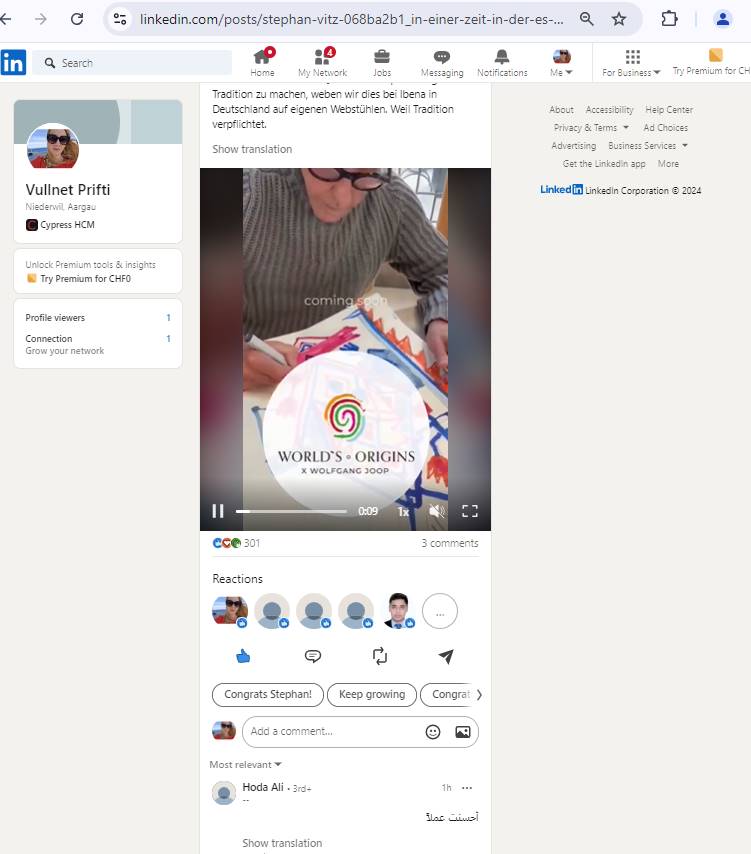 linkedin.com/posts/stephan-vitz-068ba2b1_in-einer-zeit-in-der-es-...
in
Search
Home
4
My Network
Jobs
Messaging
Notifications
Me
For Business
Try Premium for CH
Vullnet Prifti
Niederwil, Aargau
Cypress HCM
Unlock Premium tools & insights
Try Premium for CHF0
Profile viewers 1
Connection 1
Grow your network
Tradition zu machen, weben wir dies bei Ibena in
Deutschland auf eigenen Webstühlen. Weil Tradition
verpflichtet.
Show translation
coming soon
WORLD`S ∘ ORIGINS
X WOLFGANG JOOP
0:09 1x
301 3 comments
Reactions
...
Congrats Stephan! Keep growing Congrat
Add a comment...
Most relevant
Hoda Ali • 3rd+ 1h ...
--
أحسنت عملاً
Show translation
About Accessibility Help Center
Privacy & Terms Ad Choices
Advertising Business Services
Get the LinkedIn app More
LinkedIn LinkedIn Corporation © 2024